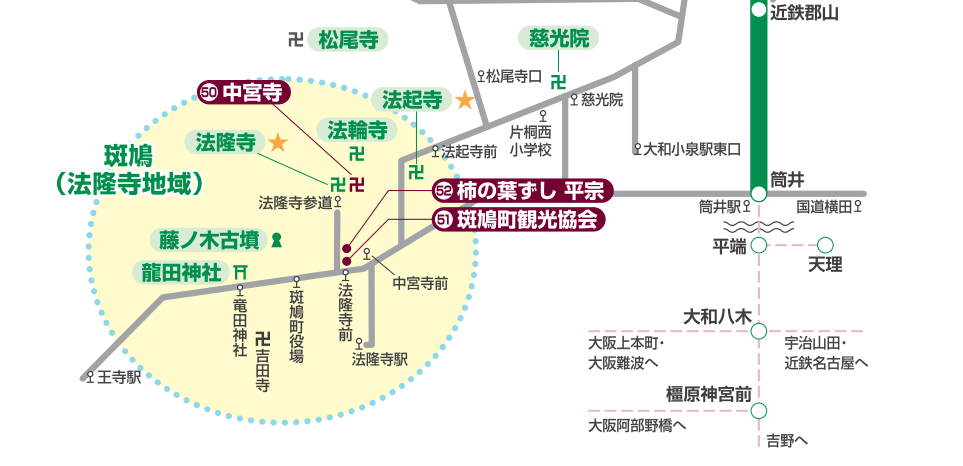 近鉄郡山
卍 松尾寺
慈光院
卍
松尾寺口
慈光院
50 中宮寺
法起寺
片桐西
小学校
法輪寺
卍
法隆寺
法起寺前
大和小泉駅東口
斑鳩
(法隆寺地域)
卍
卍 卍
52 柿の葉ずし 平宗
筒井
法隆寺参道
筒井駅
国道横田
51 斑鳩町観光協会
藤ノ木古墳
平端
天理
龍田神社
中宮寺前
竜田神社
斑鳩町役場
法隆寺前
卍 吉田寺
法隆寺駅
王寺駅
大和八木
大阪上本町・
大阪難波へ
宇治山田・
近鉄名古屋へ
橿原神宮前
大阪阿部野橋へ
吉野へ